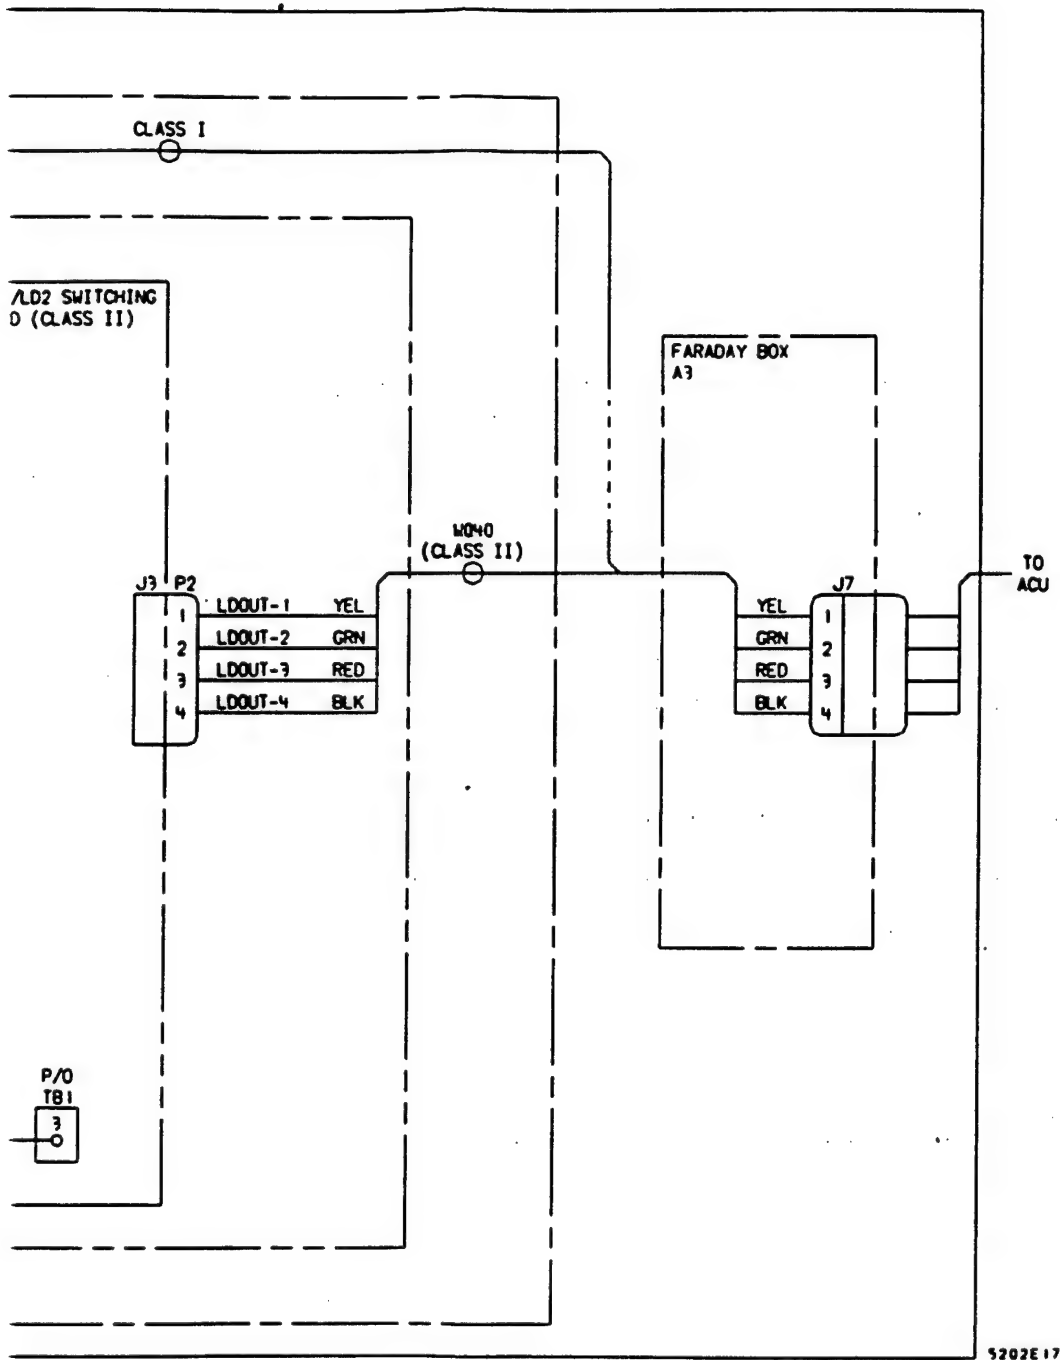 CLASS I
/LD2 SWITCHING
D (CLASS II)
FARADAY BOX
A3
W040
(CLASS II)
TO
ACU
J3 P2
J7
1 LDOUT-1 YEL
2 LDOUT-2 GRN
3 LDOUT-3 RED
4 LDOUT-4 BLK
YEL 1
GRN 2
RED 3
BLK 4
P/O
TB1
3
5202E17